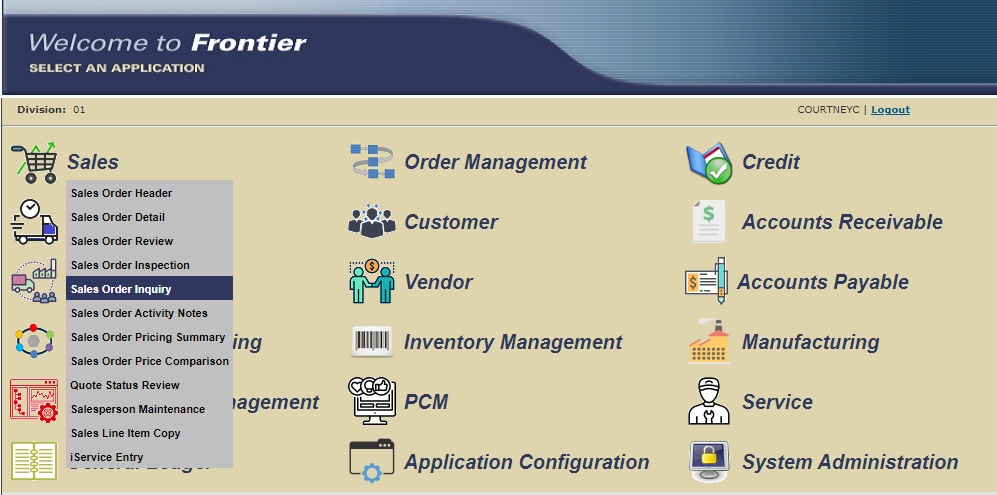 Welcome to Frontier
SELECT AN APPLICATION
Division: 01
COURTNEYC | Logout
Sales
Sales Order Header
Sales Order Detail
Sales Order Review
Sales Order Inspection
Sales Order Inquiry
Sales Order Activity Notes
Sales Order Pricing Summary
Sales Order Price Comparison
Quote Status Review
Salesperson Maintenance
Sales Line Item Copy
iService Entry
ing
nagement
General Ledger
Order Management
Customer
Vendor
Inventory Management
PCM
Application Configuration
Credit
Accounts Receivable
Accounts Payable
Manufacturing
Service
System Administration